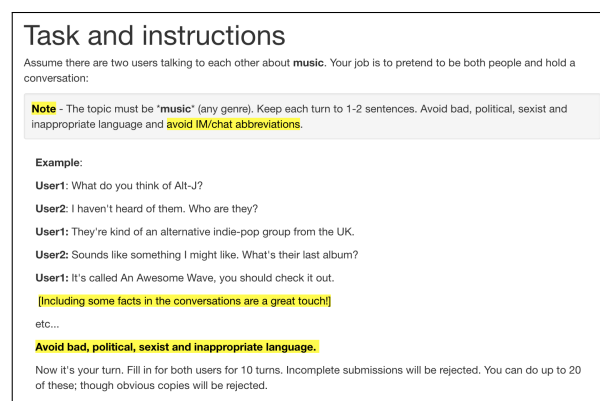 Task and instructions
Assume there are two users talking to each other about music. Your job is to pretend to be both people and hold a
conversation:
Note - The topic must be *music* (any genre). Keep each turn to 1-2 sentences. Avoid bad, political, sexist and
inappropriate language and avoid IM/chat abbreviations.
Example:
User1: What do you think of Alt-J?
User2: I haven't heard of them. Who are they?
User1: They're kind of an alternative indie-pop group from the UK.
User2: Sounds like something I might like. What's their last album?
User1: It's called An Awesome Wave, you should check it out.
[Including some facts in the conversations are a great touch!]
etc...
Avoid bad, political, sexist and inappropriate language.
Now it's your turn. Fill in for both users for 10 turns. Incomplete submissions will be rejected. You can do up to 20
of these; though obvious copies will be rejected.